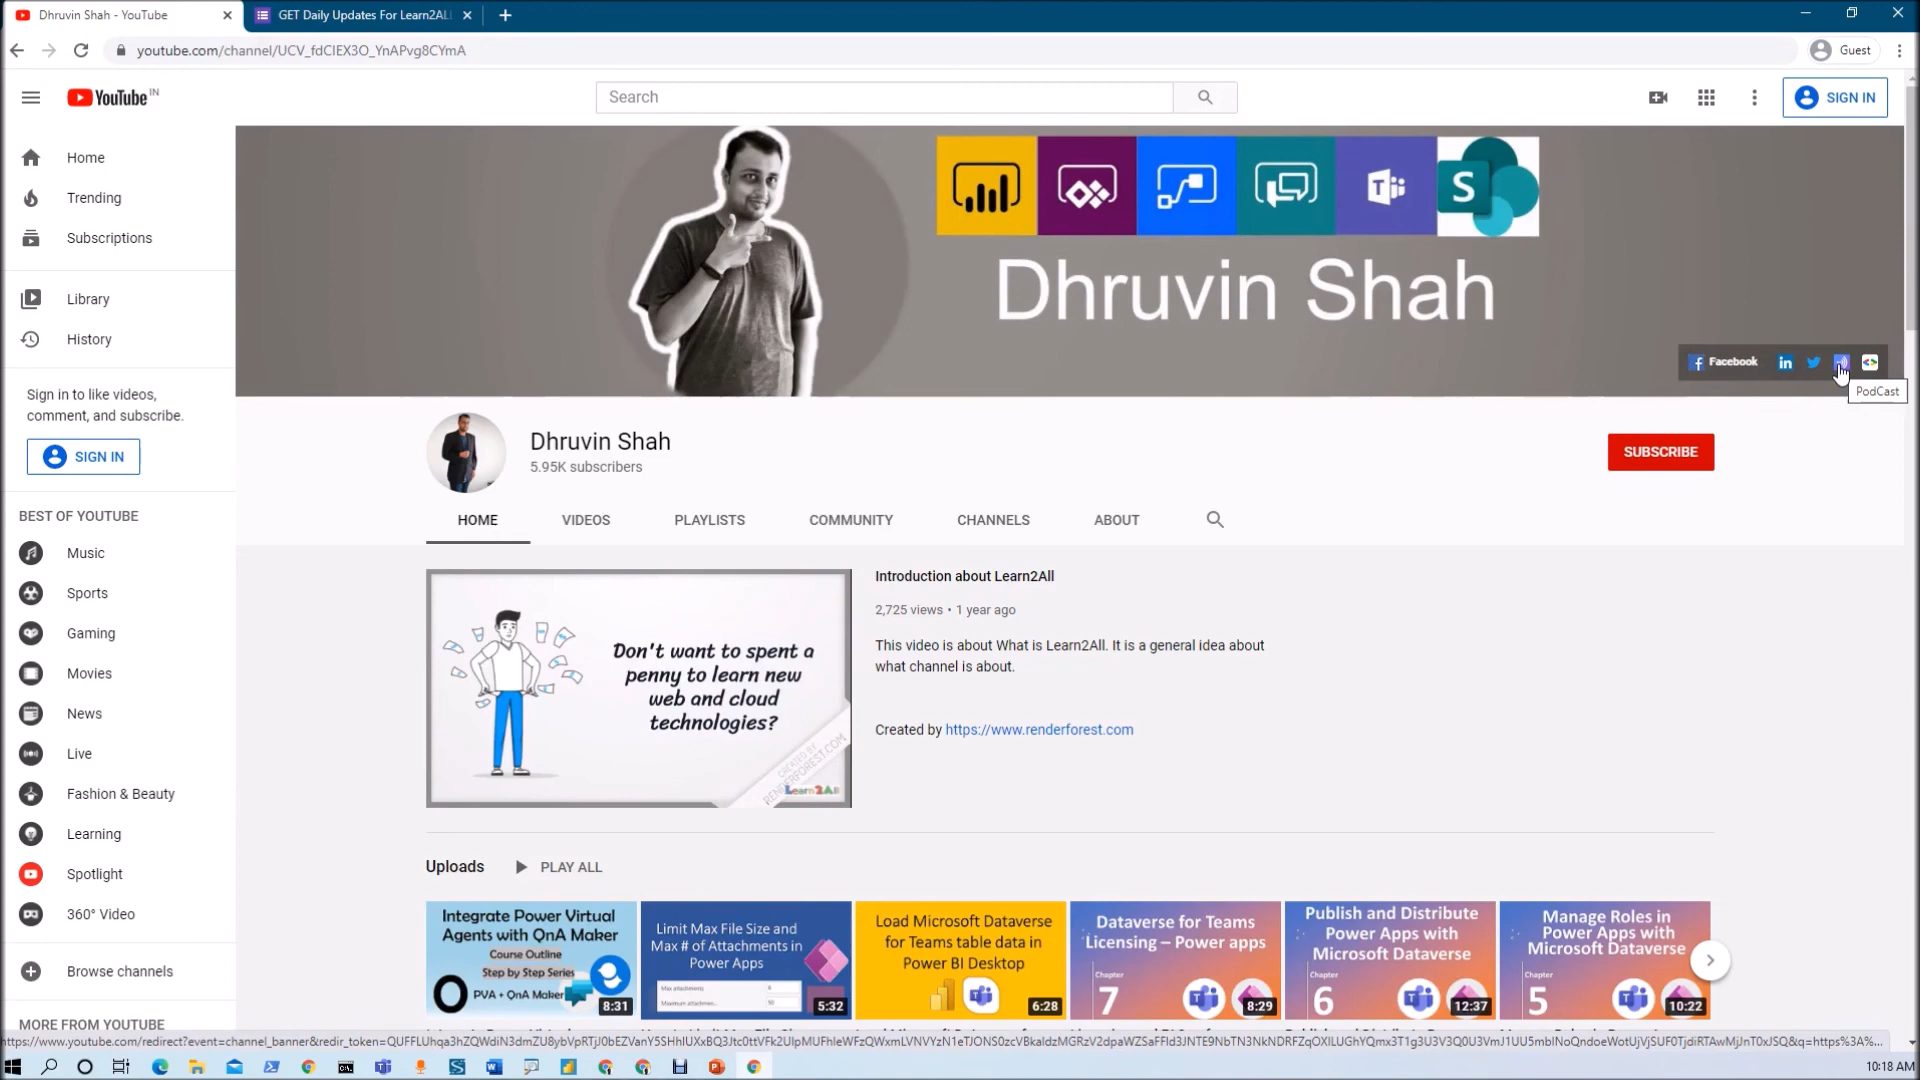 Dhruvin Shah - YouTube
GET Daily Updates For Learn2ALL
youtube.com/channel/UCV_fdCIEX3O_YnAPvg8CYmA
Guest
YouTube IN
Search
SIGN IN
Home
Trending
Subscriptions
Library
History
Sign in to like videos,
comment, and subscribe.
SIGN IN
BEST OF YOUTUBE
Music
Sports
Gaming
Movies
News
Live
Fashion & Beauty
Learning
Spotlight
360° Video
Browse channels
MORE FROM YOUTUBE
Dhruvin Shah
Facebook
PodCast
Dhruvin Shah
5.95K subscribers
SUBSCRIBE
HOME
VIDEOS
PLAYLISTS
COMMUNITY
CHANNELS
ABOUT
Don't want to spent a
penny to learn new
web and cloud
technologies?
CREATED BY
RENDERFOREST.COM
Learn2All
Introduction about Learn2All
2,725 views • 1 year ago
This video is about What is Learn2All. It is a general idea about
what channel is about.
Created by https://www.renderforest.com
Uploads
PLAY ALL
Integrate Power Virtual
Agents with QnA Maker
Course Outline
Step by Step Series
PVA + QnA Maker
8:31
Limit Max File Size and
Max # of Attachments in
Power Apps
Max attachments
5:32
Load Microsoft Dataverse
for Teams table data in
Power BI Desktop
6:28
Dataverse for Teams
Licensing – Power apps
Chapter
7
8:29
Publish and Distribute
Power Apps with
Microsoft Dataverse
Chapter
6
12:37
Manage Roles in
Power Apps with
Microsoft Dataverse
Chapter
5
10:22
10:18 AM